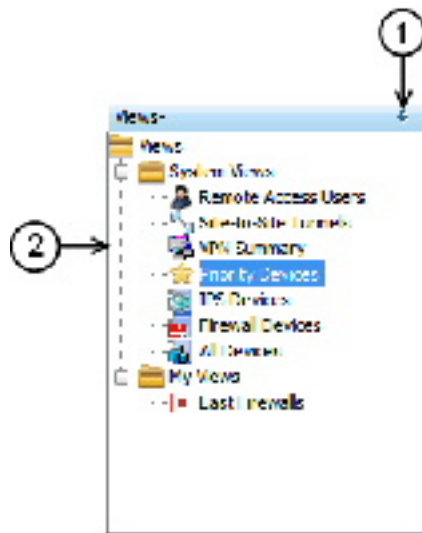 1
Views
Views
System Views
Remote Access Users
Site-to-Site Tunnels
VPN Summary
Priority Devices
2
IPS Devices
Firewall Devices
All Devices
My Views
Last Firewalls